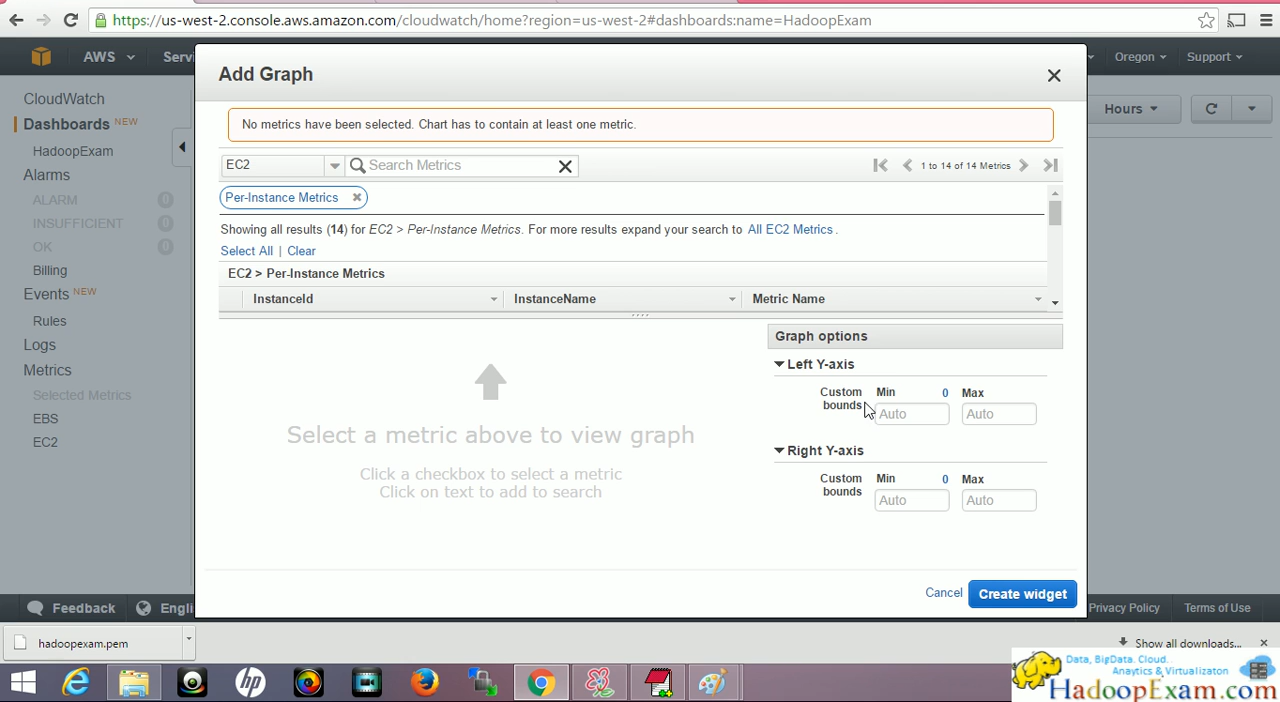 https://us-west-2.console.aws.amazon.com/cloudwatch/home?region=us-west-2#dashboards:name=HadoopExam
AWS
Servi
Oregon
Support
CloudWatch
Dashboards NEW
HadoopExam
Alarms
ALARM 0
INSUFFICIENT 0
OK 0
Billing
Events NEW
Rules
Logs
Metrics
Selected Metrics
EBS
EC2
Hours
Add Graph
No metrics have been selected. Chart has to contain at least one metric.
EC2
Search Metrics
1 to 14 of 14 Metrics
Per-Instance Metrics
Showing all results (14) for EC2 > Per-Instance Metrics. For more results expand your search to All EC2 Metrics.
Select All | Clear
EC2 > Per-Instance Metrics
InstanceId InstanceName Metric Name
Select a metric above to view graph
Click a checkbox to select a metric
Click on text to add to search
Graph options
Left Y-axis
Custom bounds
Min 0 Max
Auto Auto
Right Y-axis
Custom bounds
Min 0 Max
Auto Auto
Cancel
Create widget
Feedback
Engli
Privacy Policy
Terms of Use
hadoopexam.pem
Show all downloads...
hp
Data, BigData. Cloud..
Anaytics & Virtualizaton
HadoopExam.com